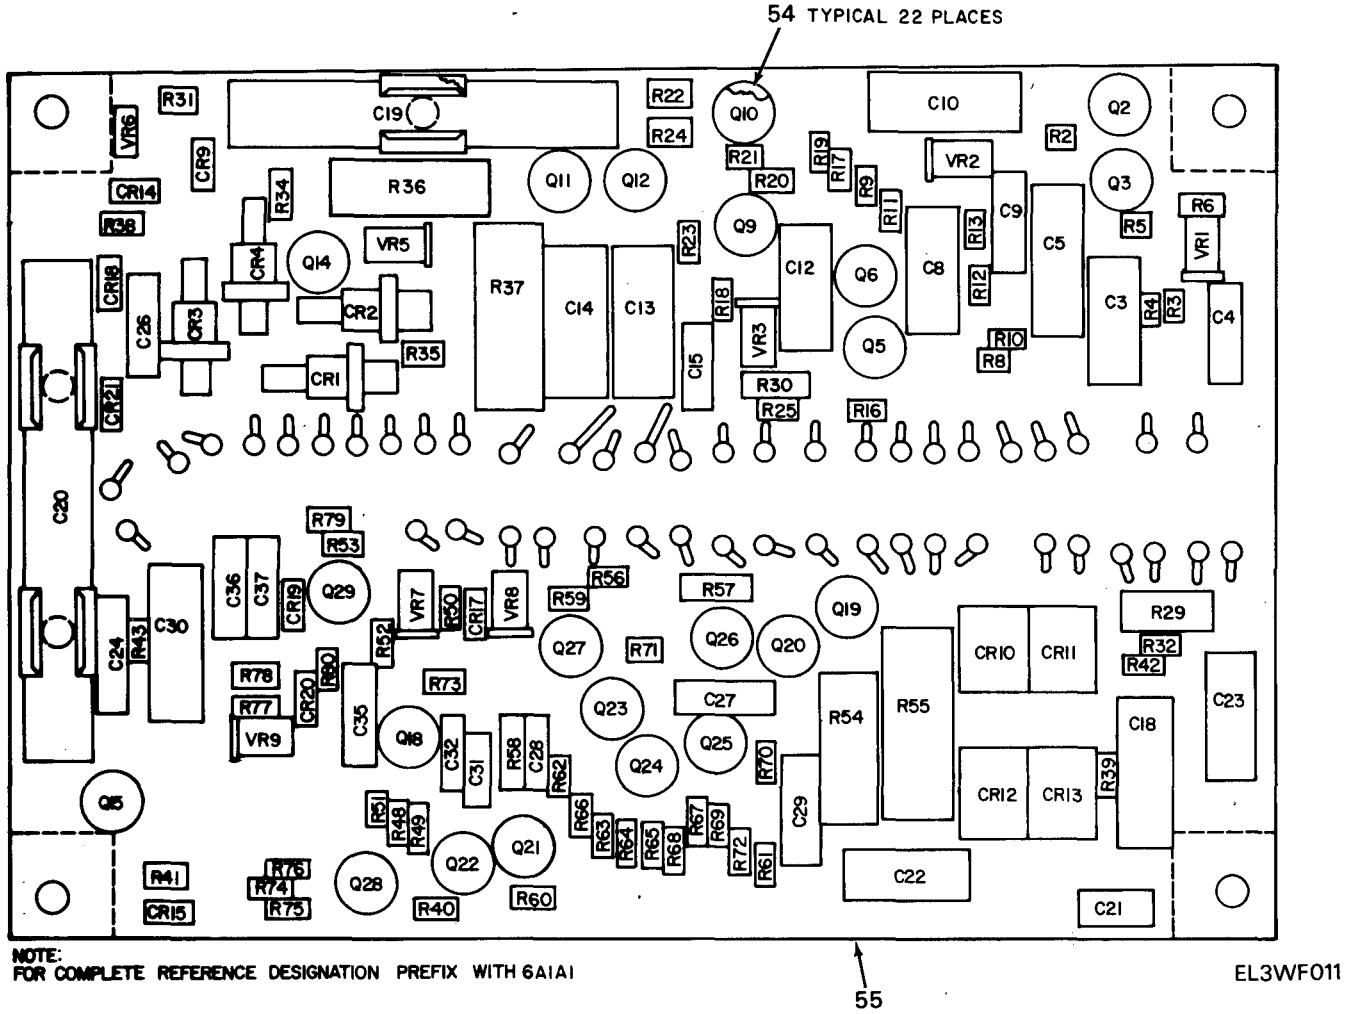 54 TYPICAL 22 PLACES
R31
VR6
CR9
CR14
R38
R34
C19
R36
R22
R24
Q10
C10
Q2
R2
Q11
Q12
R21
R20
R19
R17
R9
R11
VR2
C9
Q3
R5
R6
VR1
Q9
R23
R13
C5
VR5
Q14
CR4
CR18
C26
CR3
CR2
CR1
R35
R37
C14
C13
R18
C15
VR3
C12
Q6
Q5
C8
R12
R10
R8
C3
R4
R3
C4
CR21
R30
R25
R16
C20
R79
R53
C36
C37
CR19
Q29
VR7
R50
CR17
VR8
R56
R59
R57
Q19
R29
R32
R42
C24
R43
C30
R52
Q27
R71
Q26
Q20
CR10
CR11
C23
R78
R77
VR9
CR20
R80
C35
R73
Q18
C32
C31
R58
C28
R62
Q23
C27
Q25
Q24
R70
R54
R55
C18
CR12
CR13
R39
Q15
R51
R48
R49
R66
R63
R64
R65
R68
R67
R69
R72
R61
C29
R41
CR15
R76
R74
R75
Q28
Q22
Q21
R40
R60
C22
C21
NOTE:
FOR COMPLETE REFERENCE DESIGNATION PREFIX WITH 6A1A1
EL3WF011
55